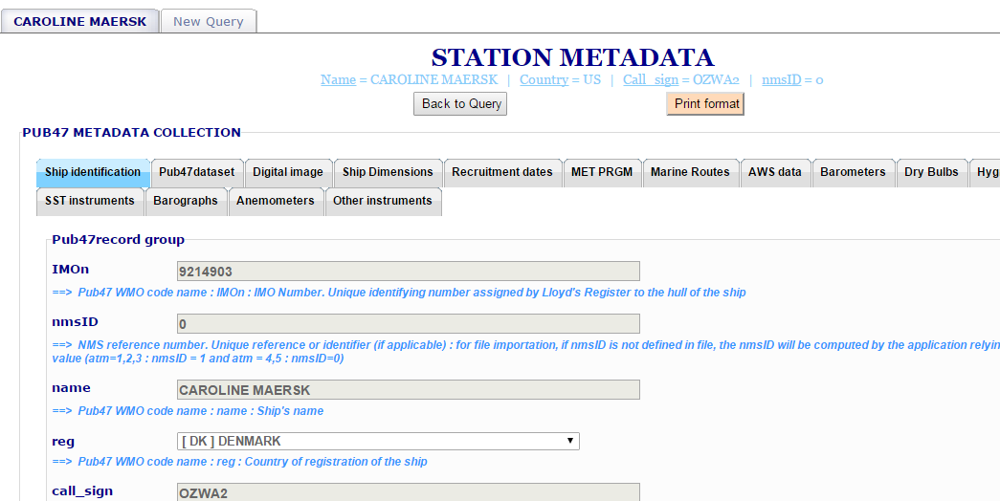 CAROLINE MAERSK New Query
STATION METADATA
Name = CAROLINE MAERSK | Country = US | Call_sign = OZWA2 | nmsID = 0
Back to Query Print format
PUB47 METADATA COLLECTION
Ship identification Pub47dataset Digital image Ship Dimensions Recruitment dates MET PRGM Marine Routes AWS data Barometers Dry Bulbs Hyg
SST instruments Barographs Anemometers Other instruments
Pub47record group
IMOn 9214903
==> Pub47 WMO code name : IMOn : IMO Number. Unique identifying number assigned by Lloyd's Register to the hull of the ship
nmsID 0
==> NMS reference number. Unique reference or identifier (if applicable) : for file importation, if nmsID is not defined in file, the nmsID will be computed by the application relyin
value (atm=1,2,3 : nmsID = 1 and atm = 4,5 : nmsID=0)
name CAROLINE MAERSK
==> Pub47 WMO code name : name : Ship's name
reg [ DK ] DENMARK
==> Pub47 WMO code name : reg : Country of registration of the ship
call_sign OZWA2